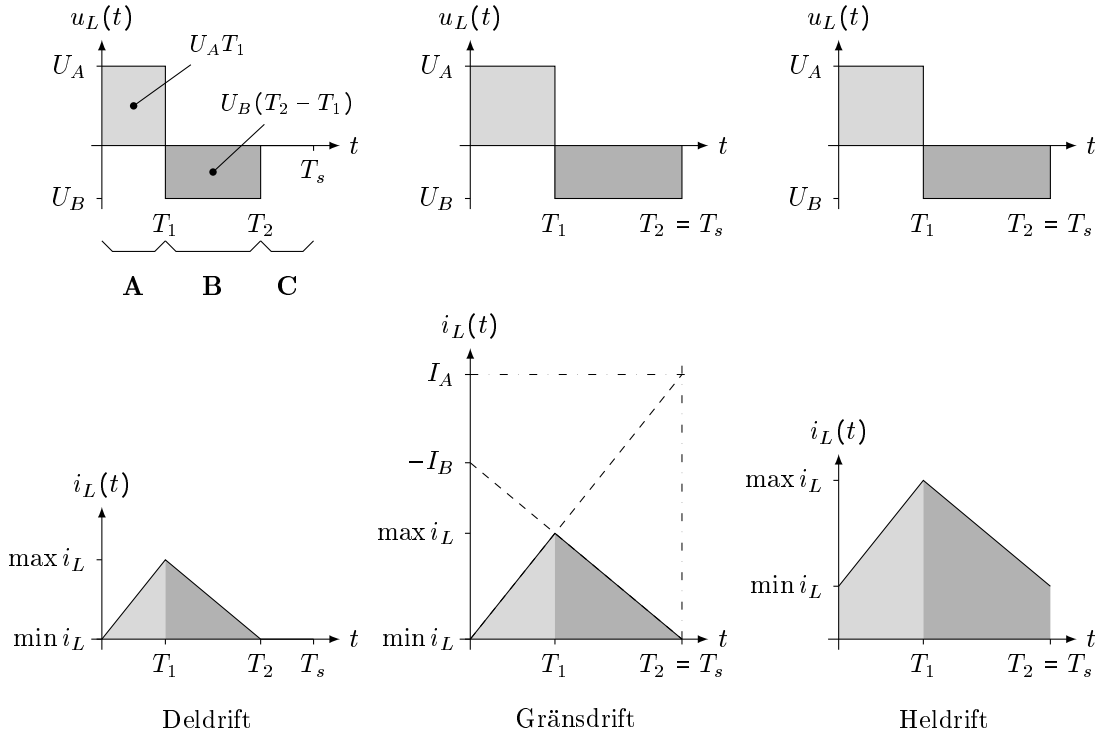 u_L(t)
U_A
U_A T_1
U_B(T_2 − T_1)
t
T_s
U_B
T_1
T_2
A
B
C
u_L(t)
U_A
t
U_B
T_1
T_2 = T_s
u_L(t)
U_A
t
U_B
T_1
T_2 = T_s
i_L(t)
max i_L
min i_L
t
T_1
T_2
T_s
Deldrift
i_L(t)
I_A
−I_B
max i_L
min i_L
t
T_1
T_2 = T_s
Gränsdrift
i_L(t)
max i_L
min i_L
t
T_1
T_2 = T_s
Heldrift